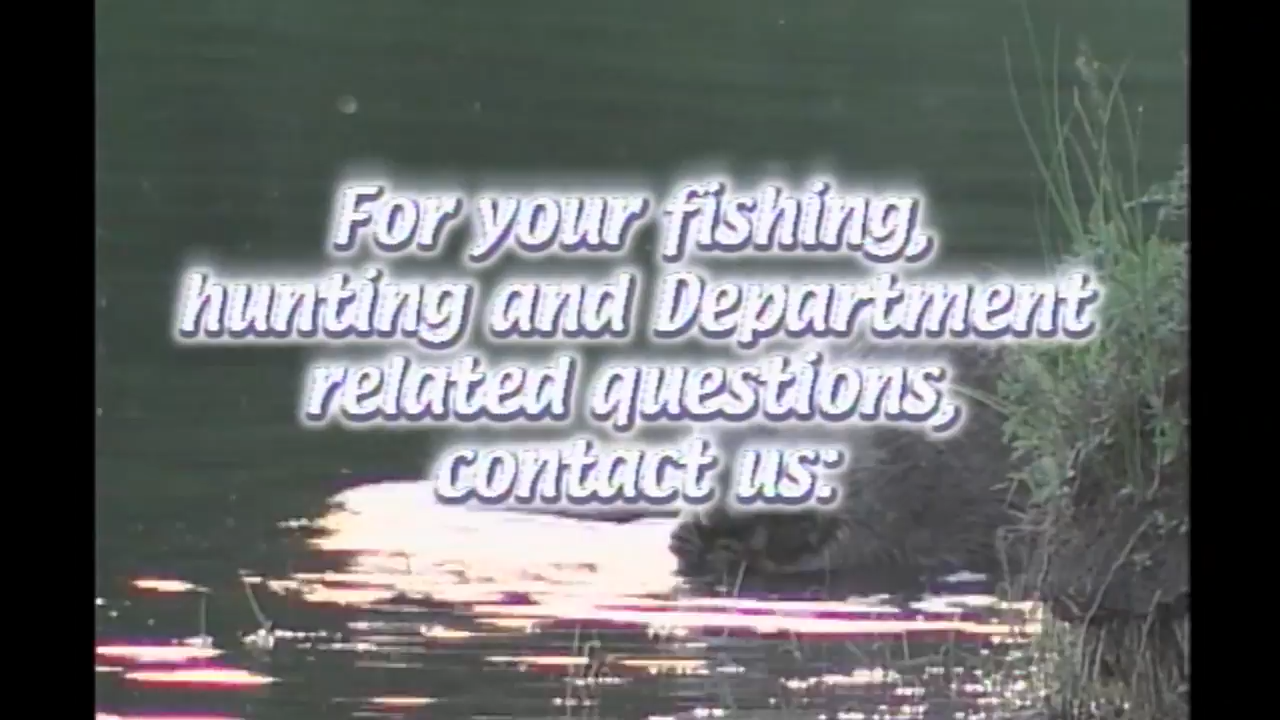 For your fishing,
hunting and Department
related questions,
contact us: